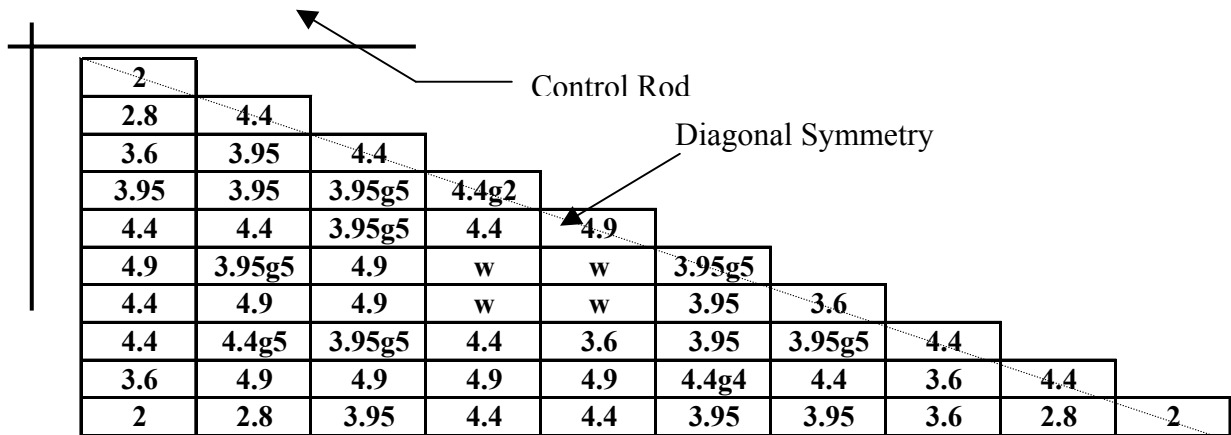 2
Control Rod
2.8 4.4
Diagonal Symmetry
3.6 3.95 4.4
3.95 3.95 3.95g5 4.4g2
4.4 4.4 3.95g5 4.4 4.9
4.9 3.95g5 4.9 w w 3.95g5
4.4 4.9 4.9 w w 3.95 3.6
4.4 4.4g5 3.95g5 4.4 3.6 3.95 3.95g5 4.4
3.6 4.9 4.9 4.9 4.9 4.4g4 4.4 3.6 4.4
2 2.8 3.95 4.4 4.4 3.95 3.95 3.6 2.8 2